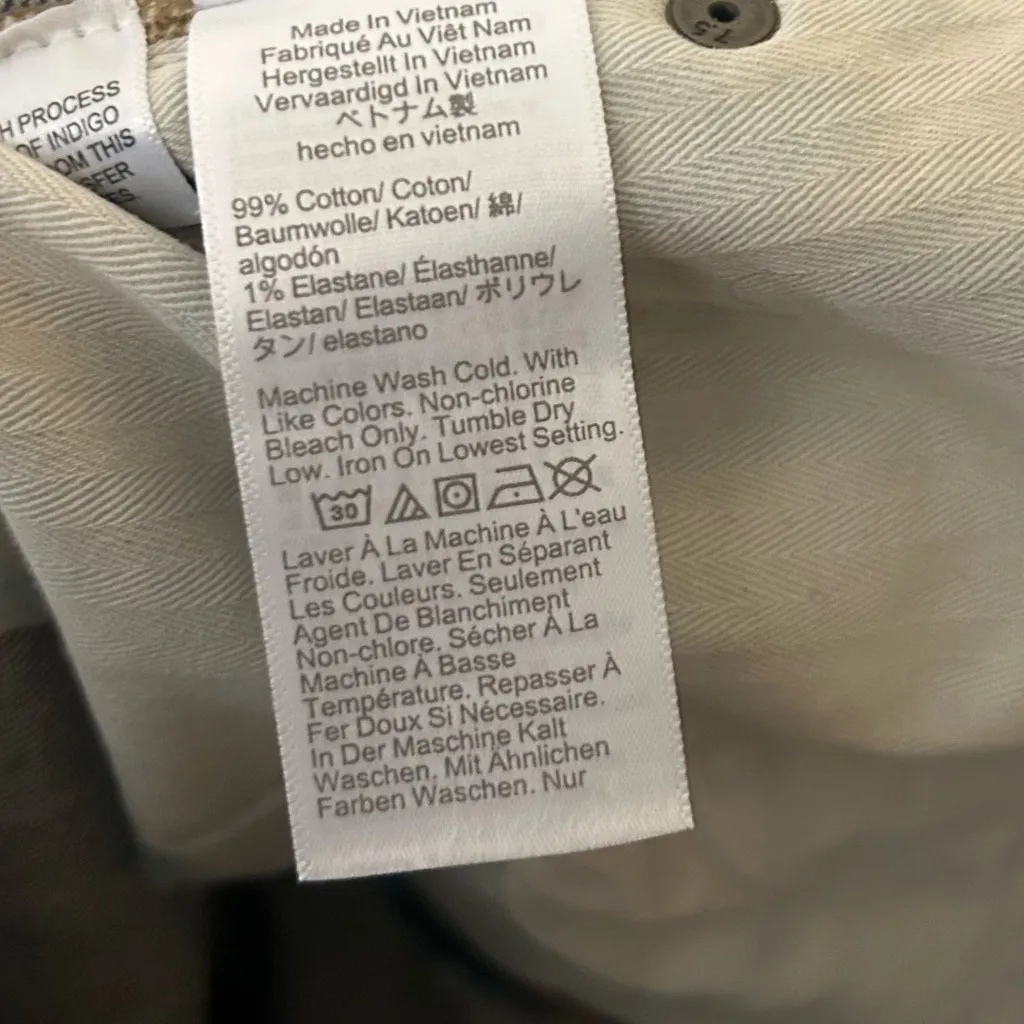 Made In Vietnam
Fabriqué Au Viêt Nam
Hergestellt In Vietnam
Vervaardigd In Vietnam
ベトナム製
hecho en vietnam
99% Cotton/ Coton/
Baumwolle/ Katoen/ 綿/
algodón
1% Elastane/ Élasthanne/
Elastan/ Elastaan/ ポリウレ
タン/ elastano
Machine Wash Cold. With
Like Colors. Non-chlorine
Bleach Only. Tumble Dry
Low. Iron On Lowest Setting.
30
Laver À La Machine À L'eau
Froide. Laver En Séparant
Les Couleurs. Seulement
Agent De Blanchiment
Non-chlore. Sécher À La
Machine À Basse
Température. Repasser À
Fer Doux Si Nécessaire.
In Der Maschine Kalt
Waschen. Mit Ähnlichen
Farben Waschen. Nur
H PROCESS
OF INDIGO
OM THIS
SFER
ES